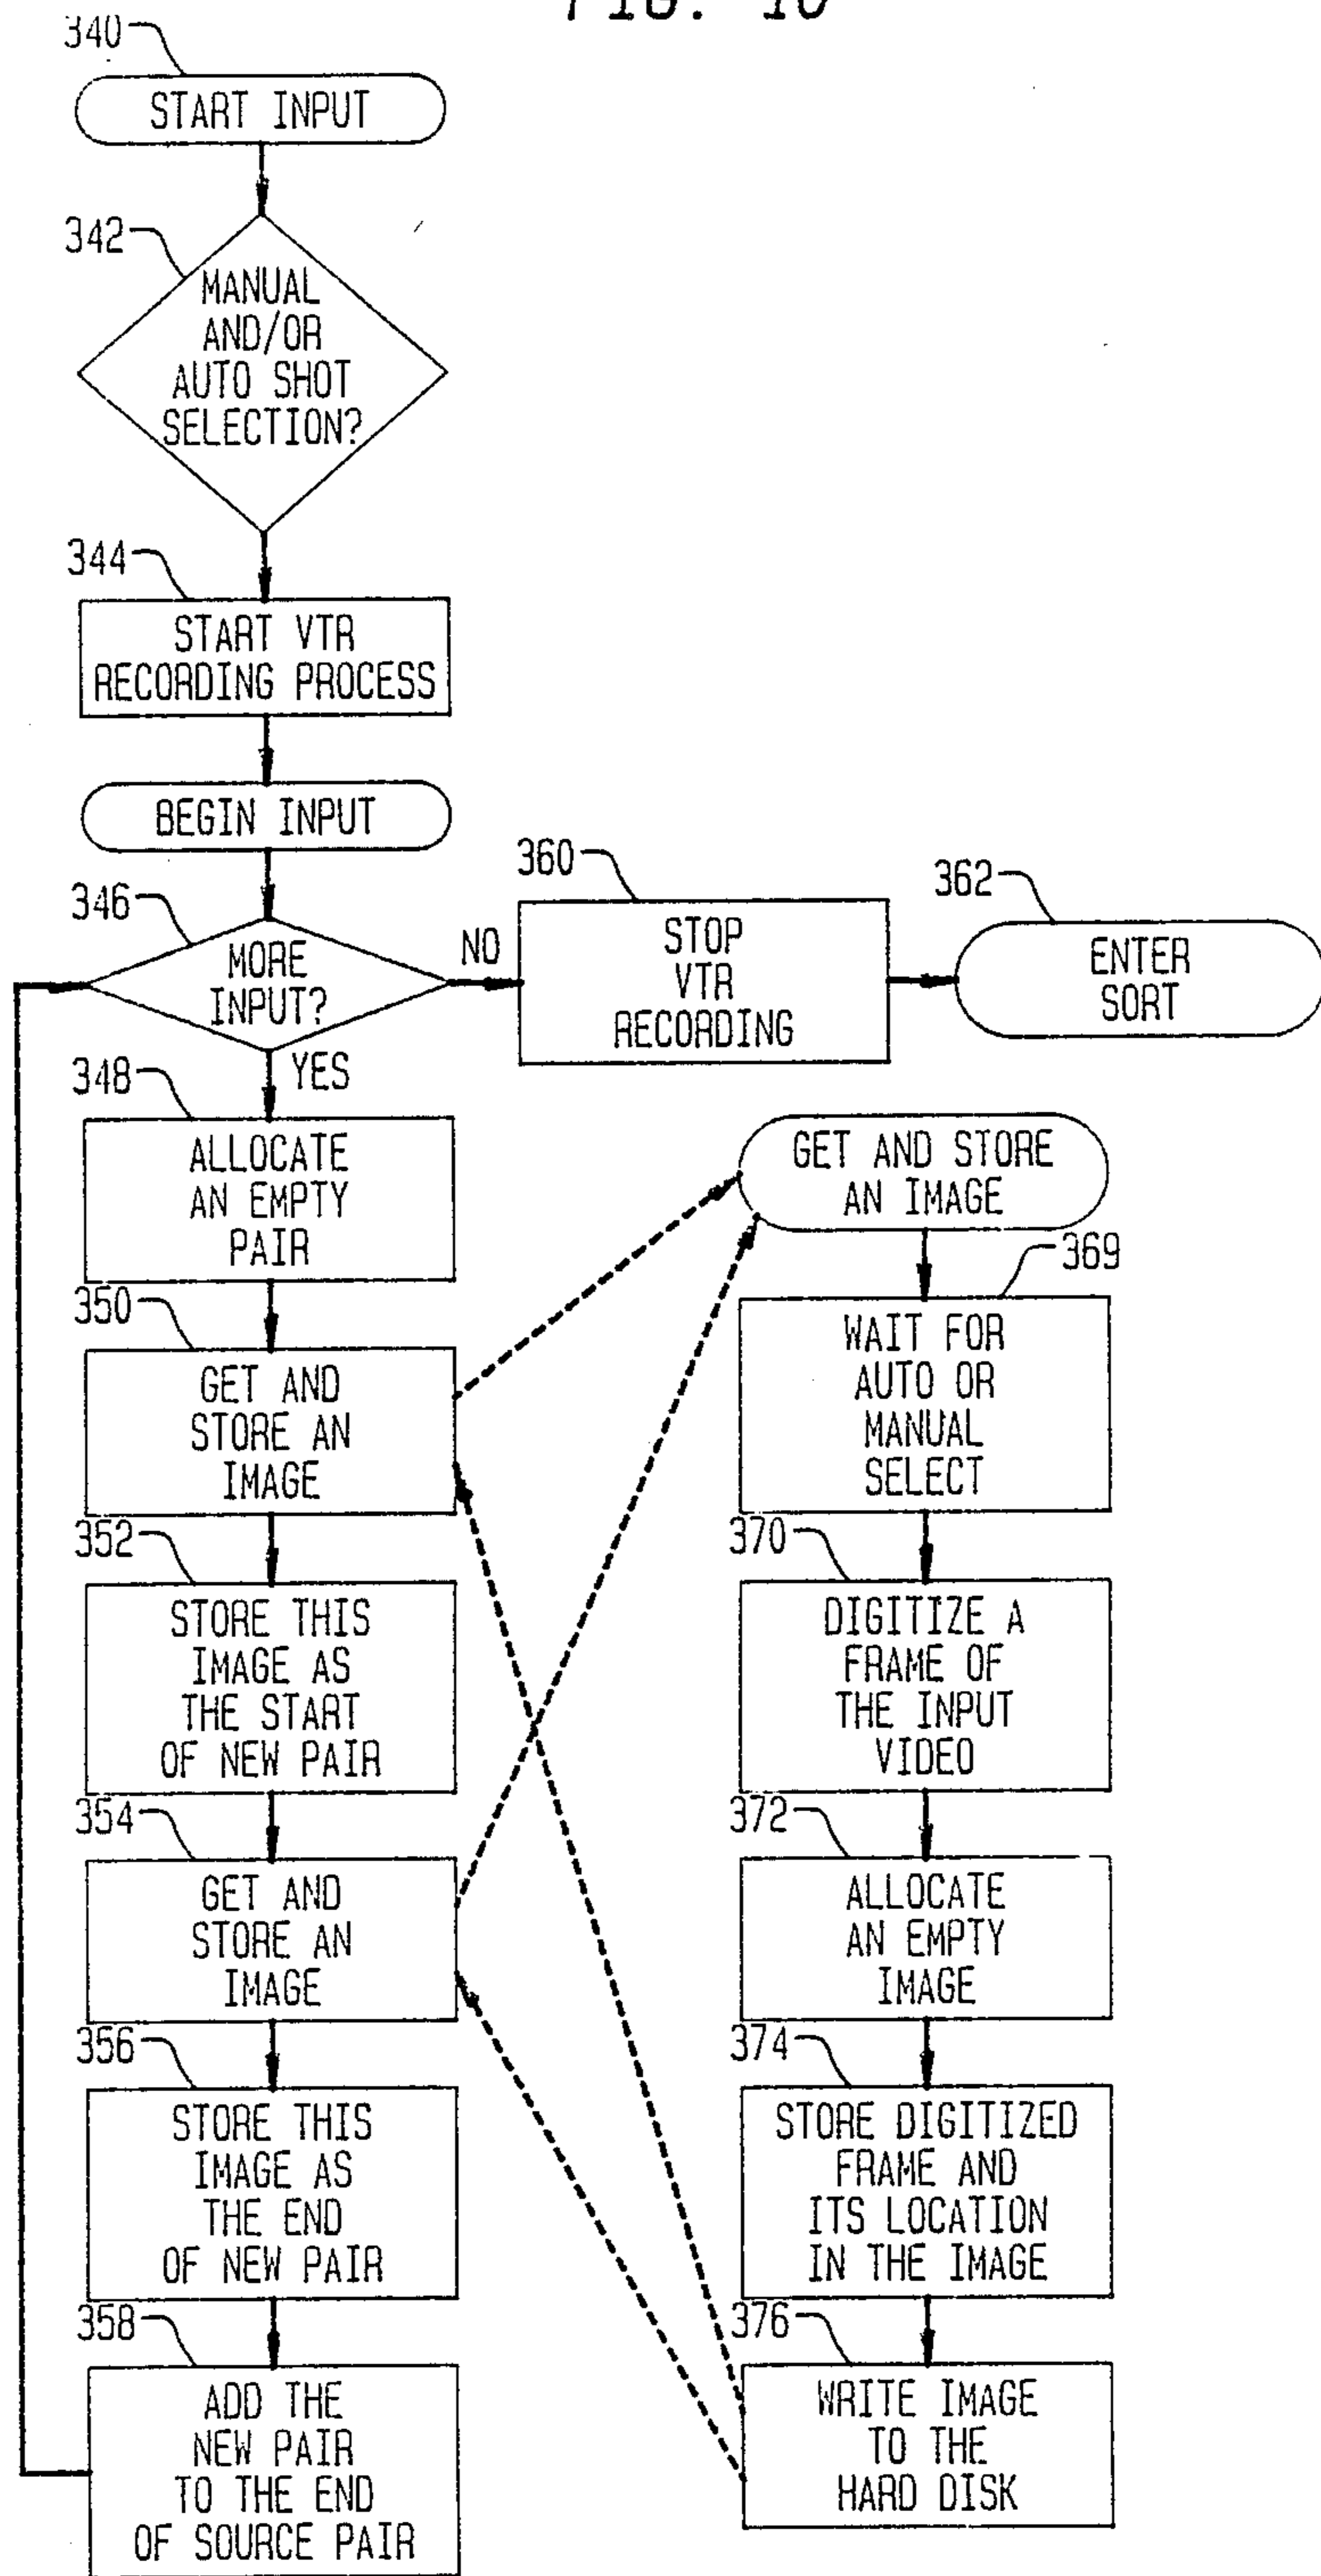 FIG. 10
340
START INPUT
342
MANUAL
AND/OR
AUTO SHOT
SELECTION?
344
START VTR
RECORDING PROCESS
BEGIN INPUT
346
MORE
INPUT?
NO
YES
360
STOP
VTR
RECORDING
362
ENTER
SORT
348
ALLOCATE
AN EMPTY
PAIR
350
GET AND
STORE AN
IMAGE
352
STORE THIS
IMAGE AS
THE START
OF NEW PAIR
354
GET AND
STORE AN
IMAGE
356
STORE THIS
IMAGE AS
THE END
OF NEW PAIR
358
ADD THE
NEW PAIR
TO THE END
OF SOURCE PAIR
GET AND STORE
AN IMAGE
369
WAIT FOR
AUTO OR
MANUAL
SELECT
370
DIGITIZE A
FRAME OF
THE INPUT
VIDEO
372
ALLOCATE
AN EMPTY
IMAGE
374
STORE DIGITIZED
FRAME AND
ITS LOCATION
IN THE IMAGE
376
WRITE IMAGE
TO THE
HARD DISK